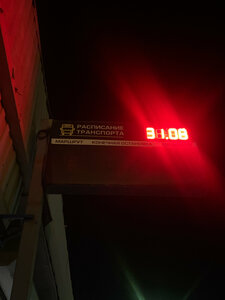 РАСПИСАНИЕ
ТРАНСПОРТА
31.08
МАРШРУТ КОНЕЧНАЯ ОСТАНОВКА